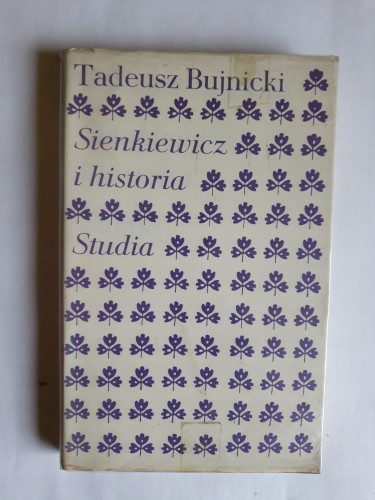 Tadeusz Bujnicki
Sienkiewicz
i historia
Studia